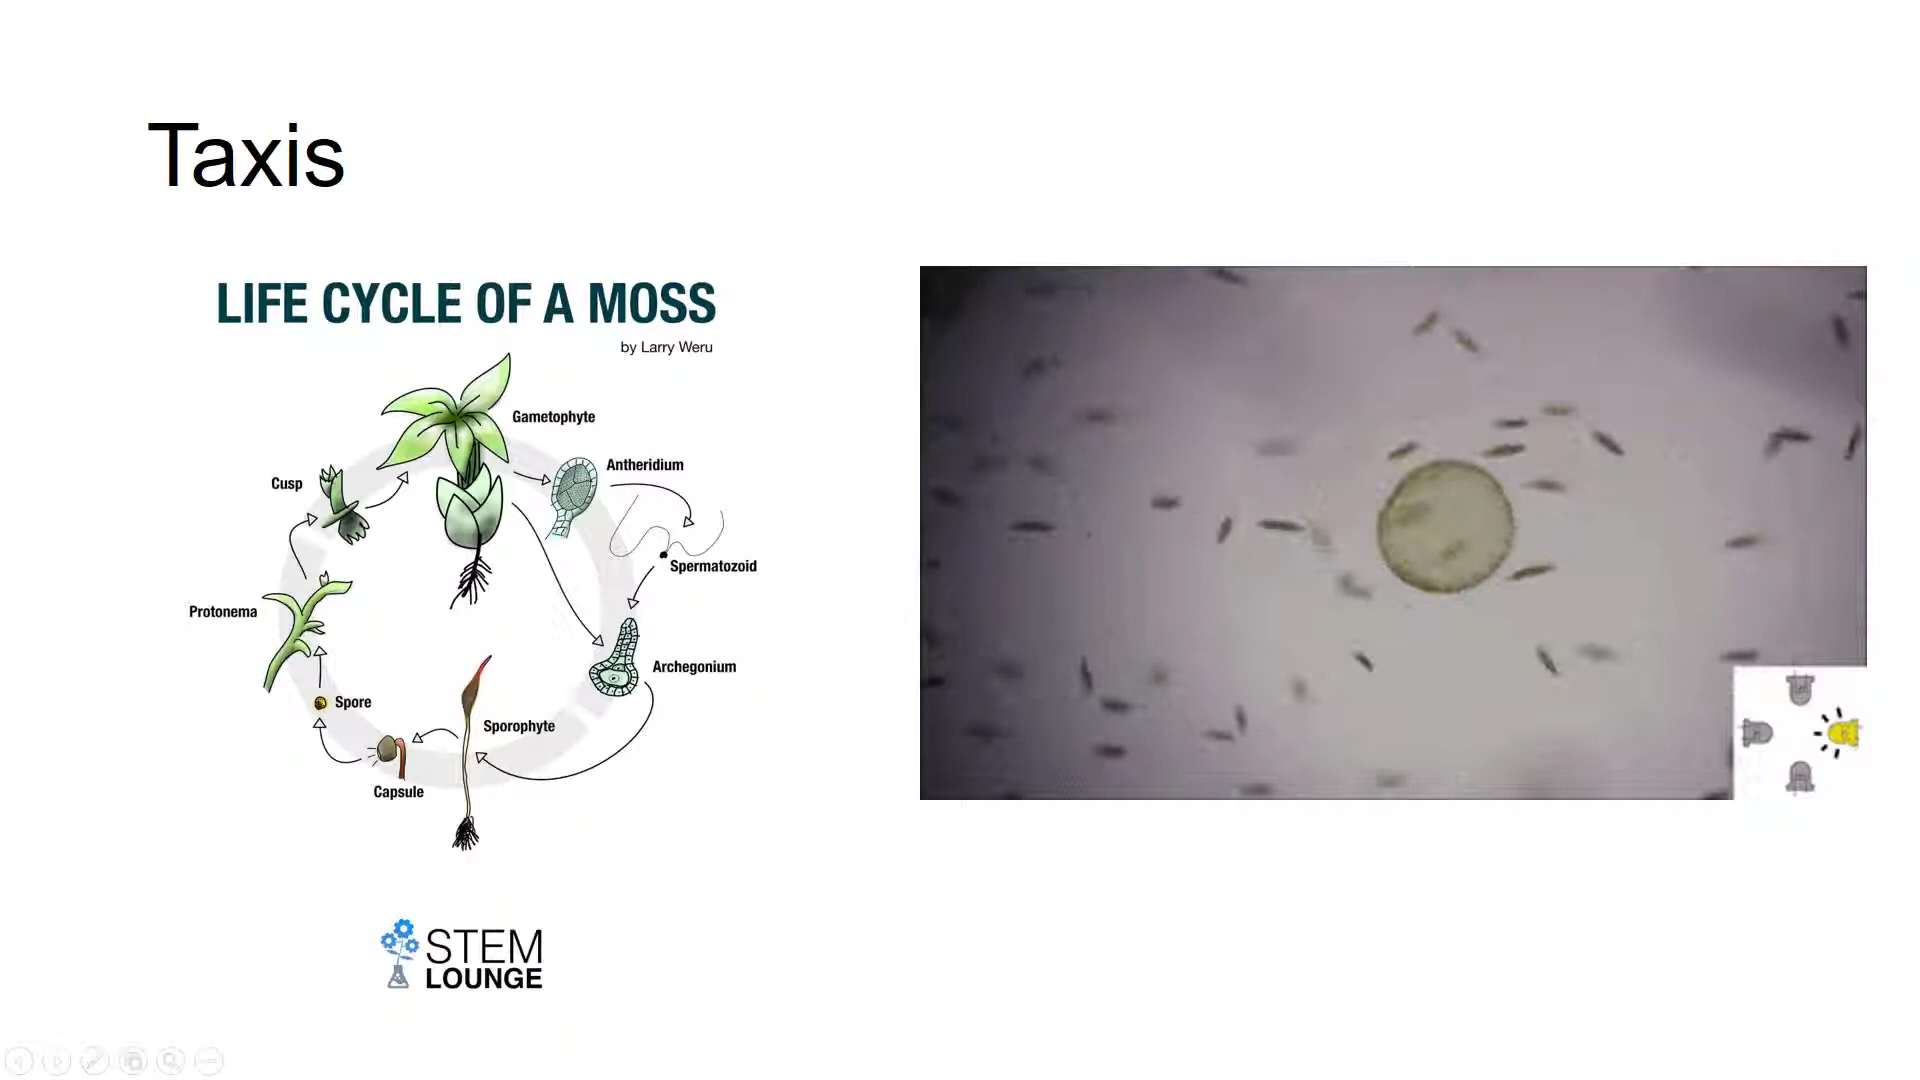 Taxis
LIFE CYCLE OF A MOSS
by Larry Weru
Gametophyte
Antheridium
Cusp
Spermatozoid
Protonema
Archegonium
Spore
Sporophyte
Capsule
STEM
LOUNGE